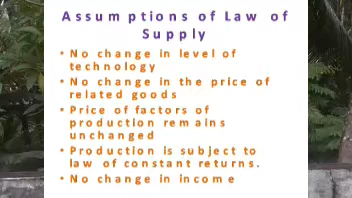 Assumptions of Law of
Supply
• No change in level of
technology
• No change in the price of
related goods
• Price of factors of
production remains
unchanged
• Production is subject to
law of constant returns.
• No change in income